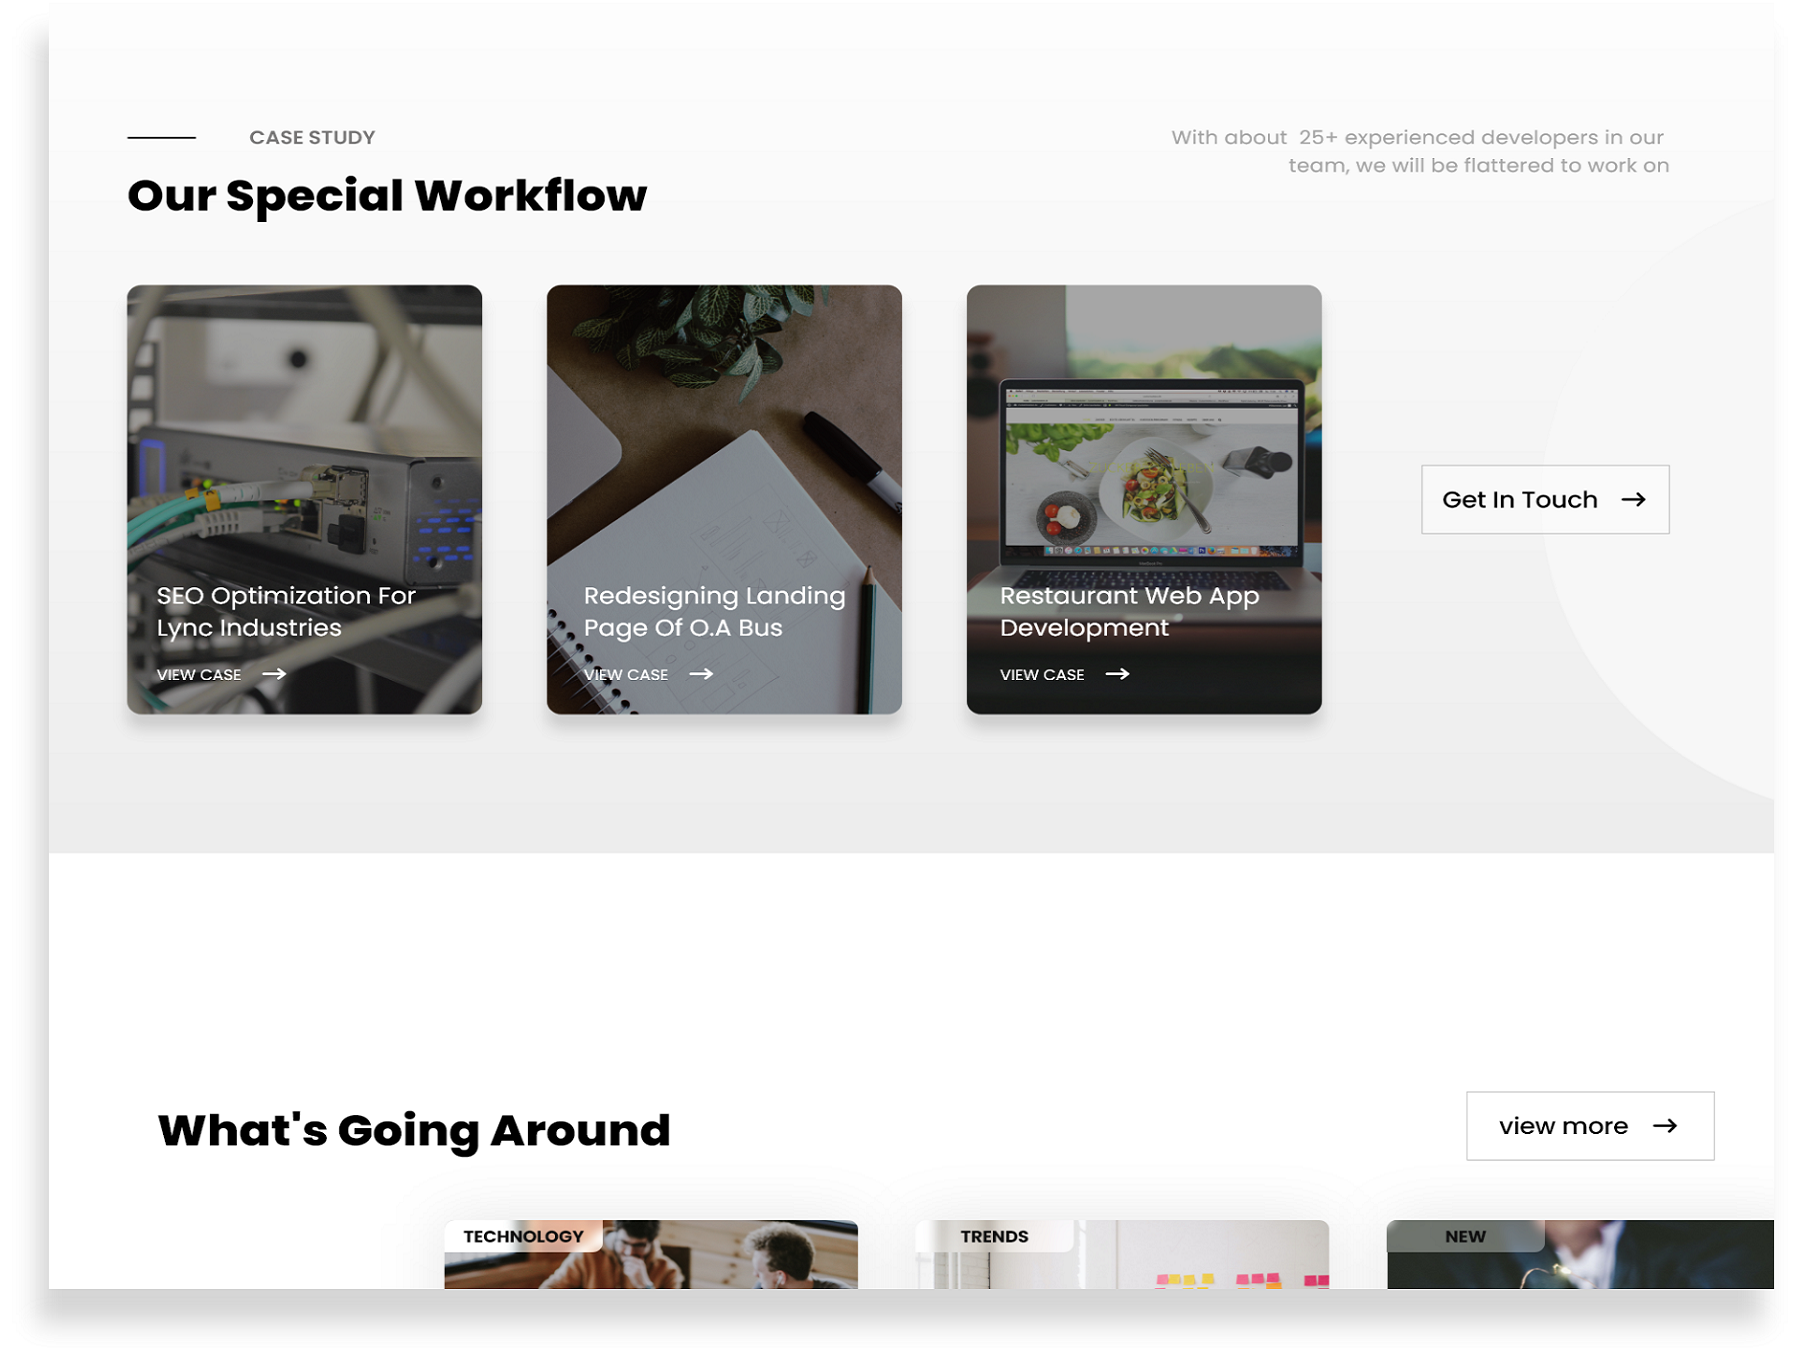 CASE STUDY
Our Special Workflow
With about 25+ experienced developers in our
team, we will be flattered to work on
SEO Optimization For
Lync Industries
VIEW CASE
Redesigning Landing
Page Of O.A Bus
VIEW CASE
Restaurant Web App
Development
VIEW CASE
Get In Touch
What's Going Around
view more
TECHNOLOGY
TRENDS
NEW